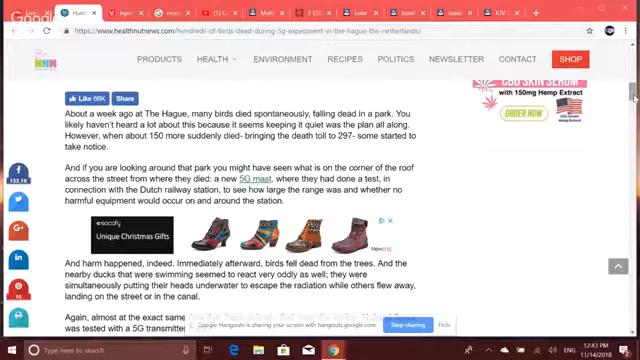 Google
https://www.healthnutnews.com/hundreds-of-birds-dead-during-5g-experiment-in-the-hague-the-netherlands/
HNN
PRODUCTS
HEALTH
ENVIRONMENT
RECIPES
POLITICS
NEWSLETTER
CONTACT
SHOP
CBD SKIN SERUM
with 150mg Hemp Extract
ORDER NOW
Like 66K
Share
About a week ago at The Hague, many birds died spontaneously, falling dead in a park. You
likely haven't heard a lot about this because it seems keeping it quiet was the plan all along.
However, when about 150 more suddenly died- bringing the death toll to 297- some started to
take notice.
And if you are looking around that park you might have seen what is on the corner of the roof
across the street from where they died: a new 5G mast, where they had done a test, in
connection with the Dutch railway station, to see how large the range was and whether no
harmful equipment would occur on and around the station.
Unique Christmas Gifts
And harm happened, indeed. Immediately afterward, birds fell dead from the trees. And the
nearby ducks that were swimming seemed to react very oddly as well; they were
simultaneously putting their heads underwater to escape the radiation while others flew away,
landing on the street or in the canal.
Again, almost at the exact same
was tested with a 5G transmitter
Google Hangouts is sharing your screen with hangouts.google.com.
Stop sharing
Hide
Type here to search
ENG
12:43 PM
11/14/2018